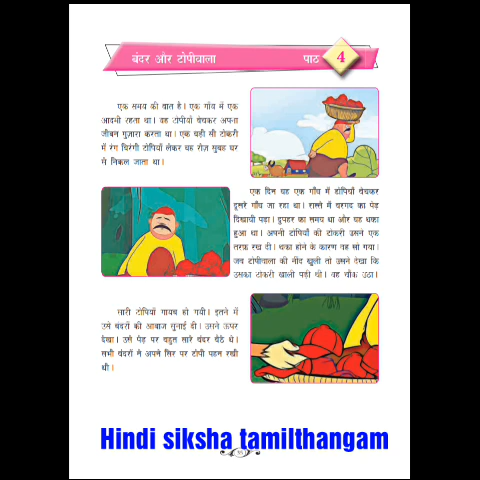 बंदर और टोपीवाला
पाठ 4
एक समय की बात है। एक गाँव में एक
आदमी रहता था। वह टोपीयाँ बेचकर अपना
जीवन गुज़ारा करता था। एक बड़ी सी टोकरी
में रंग बिरंगी टोपियाँ लेकर वह रोज़ सुबह घर
से निकल जाता था।
एक दिन वह एक गाँव में टोपियाँ बेचकर
दूसरे गाँव जा रहा था। रास्ते में बरगद का पेड़
दिखायी पड़ा। दुपहर का समय था और वह थका
हुआ था। अपनी टोपियाँ की टोकरी उसने एक
तरफ़ रख दी। थका होने के कारण वह सो गया।
जब टोपीवाला की नींद खुली तो उसने देखा कि
उसका टोकरी खाली पड़ी थी। वह चौंक उठा।
सारी टोपियाँ गायब हो गयी। इतने में
उसे बंदरों की आवाज़ सुनाई दी। उसने ऊपर
देखा। उस पेड़ पर बहुत सारे बंदर बैठे थे।
सभी बंदरों ने अपने सिर पर टोपी पहन रखी
थी।
Hindi siksha tamilthangam